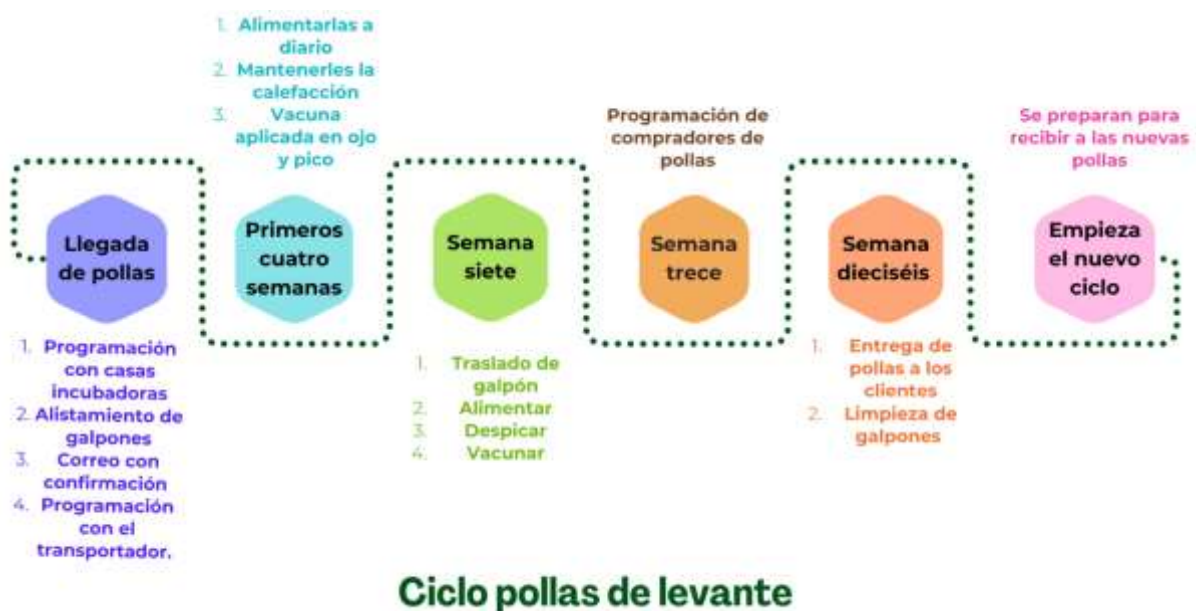 Llegada
de pollas
1. Programación
con casas
incubadoras
2. Alistamiento de
galpones
3. Correo con
confirmación
4. Programación
con el
transportador.
1. Alimentarlas a
diario
2. Mantenerles la
calefacción
3. Vacuna
aplicada en ojo
y pico
Primeros
cuatro
semanas
Semana
siete
1. Traslado de
galpón
2. Alimentar
3. Despicar
4. Vacunar
Programación de
compradores de
pollas
Semana
trece
Semana
dieciséis
1. Entrega de
pollas a los
clientes
2. Limpieza de
galpones
Se preparan para
recibir a las nuevas
pollas
Empieza
el nuevo
ciclo
Ciclo pollas de levante